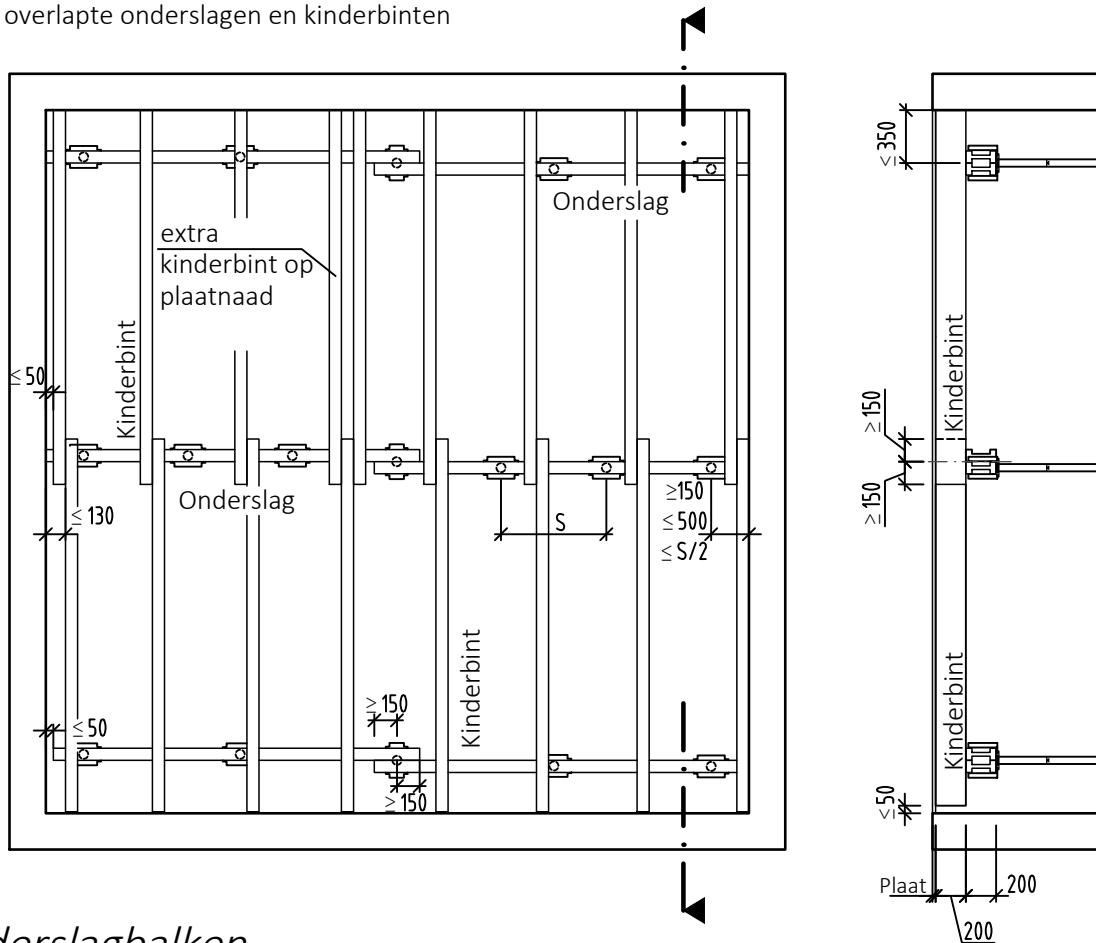 overlapte onderslagen en kinderbinten
≤350
Onderslag
extra
kinderbint op
plaatnaad
Kinderbint
Kinderbint
≤50
≥150
Onderslag
≥150
≤130
S
≤500
≤S/2
≥150
Kinderbint
Kinderbint
≥150
≤50
≥150
≤50
Plaat
200
200